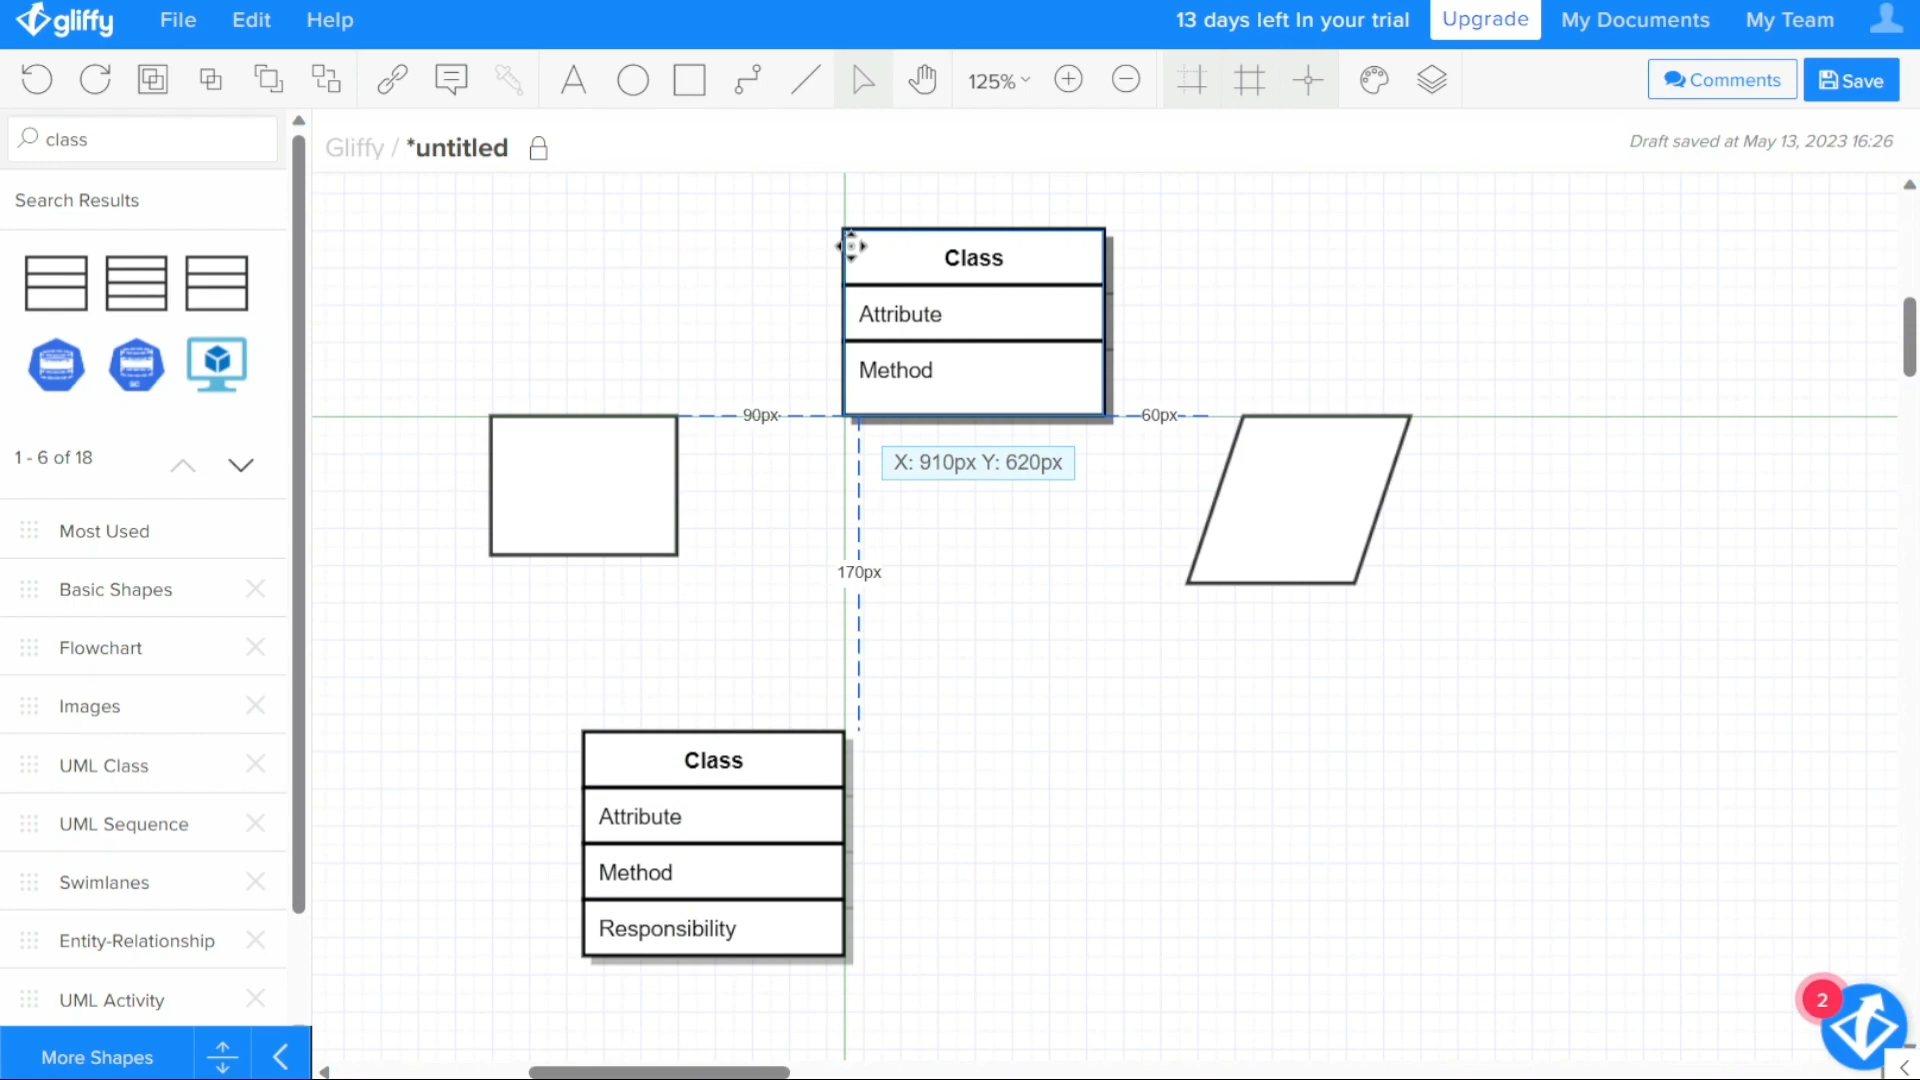 gliffy File Edit Help 13 days left In your trial Upgrade My Documents My Team
125% Comments Save
class
Gliffy / *untitled
Draft saved at May 13, 2023 16:26
Search Results
SC
1 - 6 of 18
Most Used
Basic Shapes
Flowchart
Images
UML Class
UML Sequence
Swimlanes
Entity-Relationship
UML Activity
More Shapes
Class
Attribute
Method
90px
60px
X: 910px Y: 620px
170px
Class
Attribute
Method
Responsibility
2